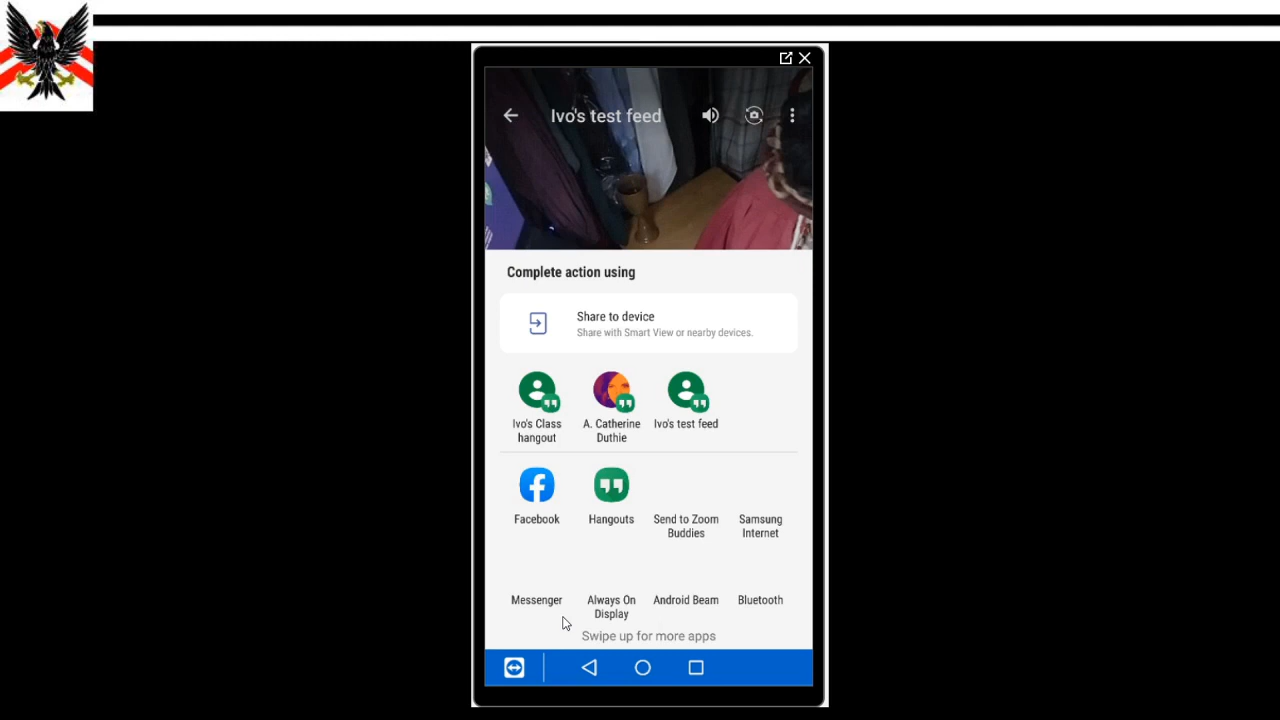 Ivo's test feed
Complete action using
Share to device
Share with Smart View or nearby devices.
Ivo's Class
hangout
A. Catherine
Duthie
Ivo's test feed
Facebook
Hangouts
Send to Zoom
Buddies
Samsung
Internet
Messenger
Always On
Display
Android Beam
Bluetooth
Swipe up for more apps